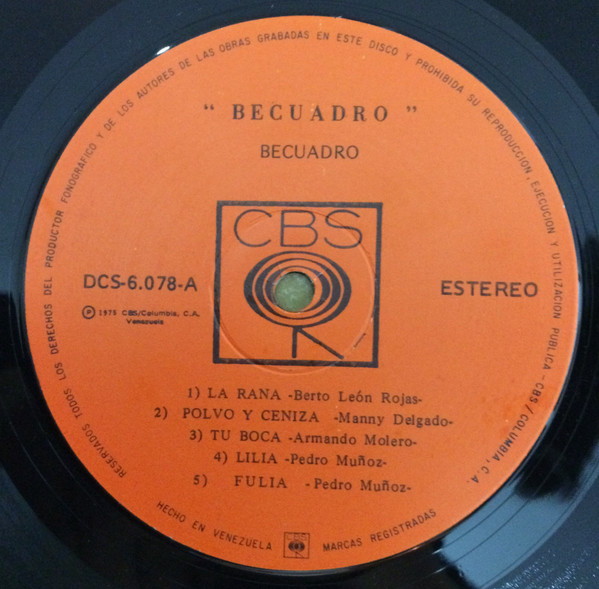 RESERVADOS TODOS LOS DERECHOS DEL PRODUCTOR FONOGRAFICO Y DE LOS AUTORES DE LAS OBRAS GRABADAS EN ESTE DISCO Y PROHIBIDA SU REPRODUCCION, EJECUCION Y UTILIZACION PUBLICA - CBS / COLUMBIA, C.A.
" BECUADRO "
BECUADRO
CBS
DCS-6.078-A
ESTEREO
℗ 1975 CBS/Columbia, C.A.
Venezuela
1) LA RANA -Berto León Rojas-
2) POLVO Y CENIZA -Manny Delgado-
3) TU BOCA -Armando Molero-
4) LILIA -Pedro Muñoz-
5) FULIA -Pedro Muñoz-
HECHO EN VENEZUELA MARCAS REGISTRADAS